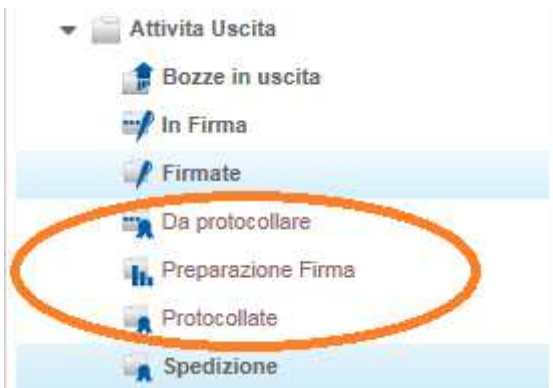 Attivita Uscita
Bozze in uscita
In Firma
Firmate
Da protocollare
Preparazione Firma
Protocollate
Spedizione